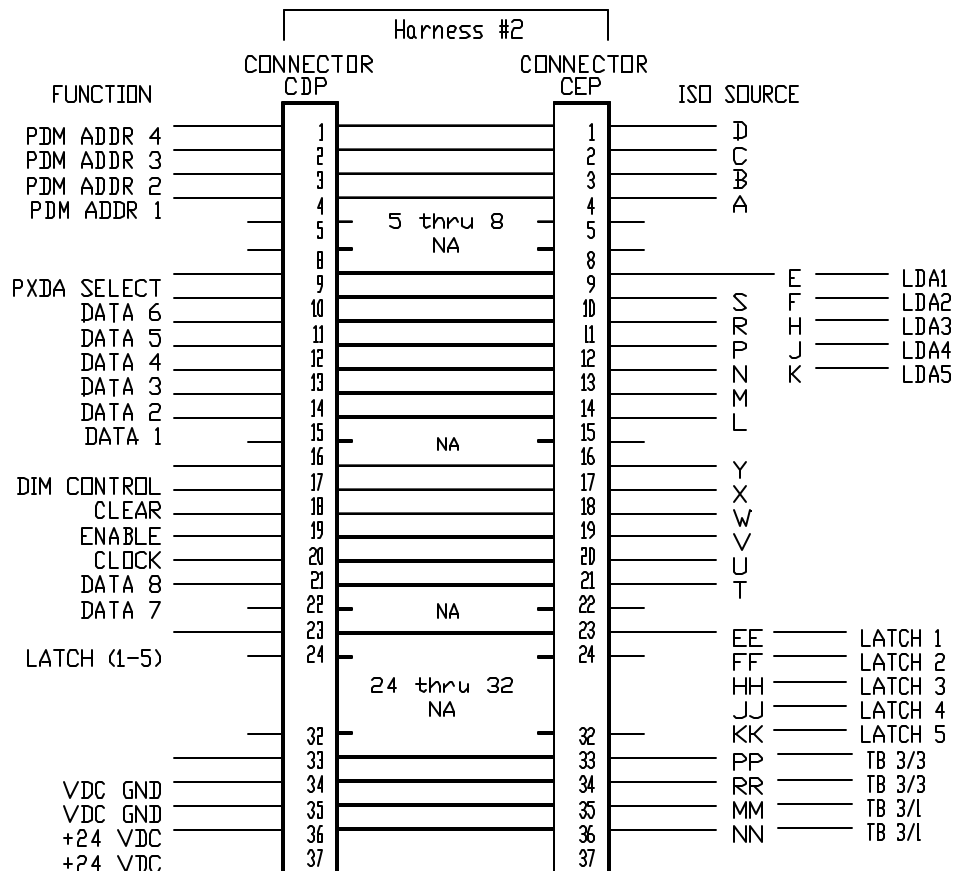 Harness #2
CONNECTOR CONNECTOR
FUNCTION CDP CEP ISO SOURCE
PDM ADDR 4 1 1 D
PDM ADDR 3 2 2 C
PDM ADDR 2 3 3 B
PDM ADDR 1 4 4 A
5 5 thru 8 5
8 NA 8
PXDA SELECT 9 9 E LDA1
DATA 6 10 10 S F LDA2
DATA 5 11 11 R H LDA3
DATA 4 12 12 P J LDA4
DATA 3 13 13 N K LDA5
DATA 2 14 14 M
DATA 1 15 15 L
16 NA 16
DIM CONTROL 17 17 Y
CLEAR 18 18 X
ENABLE 19 19 W
CLOCK 20 20 V
DATA 8 21 21 U
DATA 7 22 22 T
23 NA 23
LATCH (1-5) 24 24 EE LATCH 1
FF LATCH 2
24 thru 32 HH LATCH 3
NA JJ LATCH 4
32 32 KK LATCH 5
33 33 PP TB 3/3
VDC GND 34 34 RR TB 3/3
VDC GND 35 35 MM TB 3/1
+24 VDC 36 36 NN TB 3/1
+24 VDC 37 37